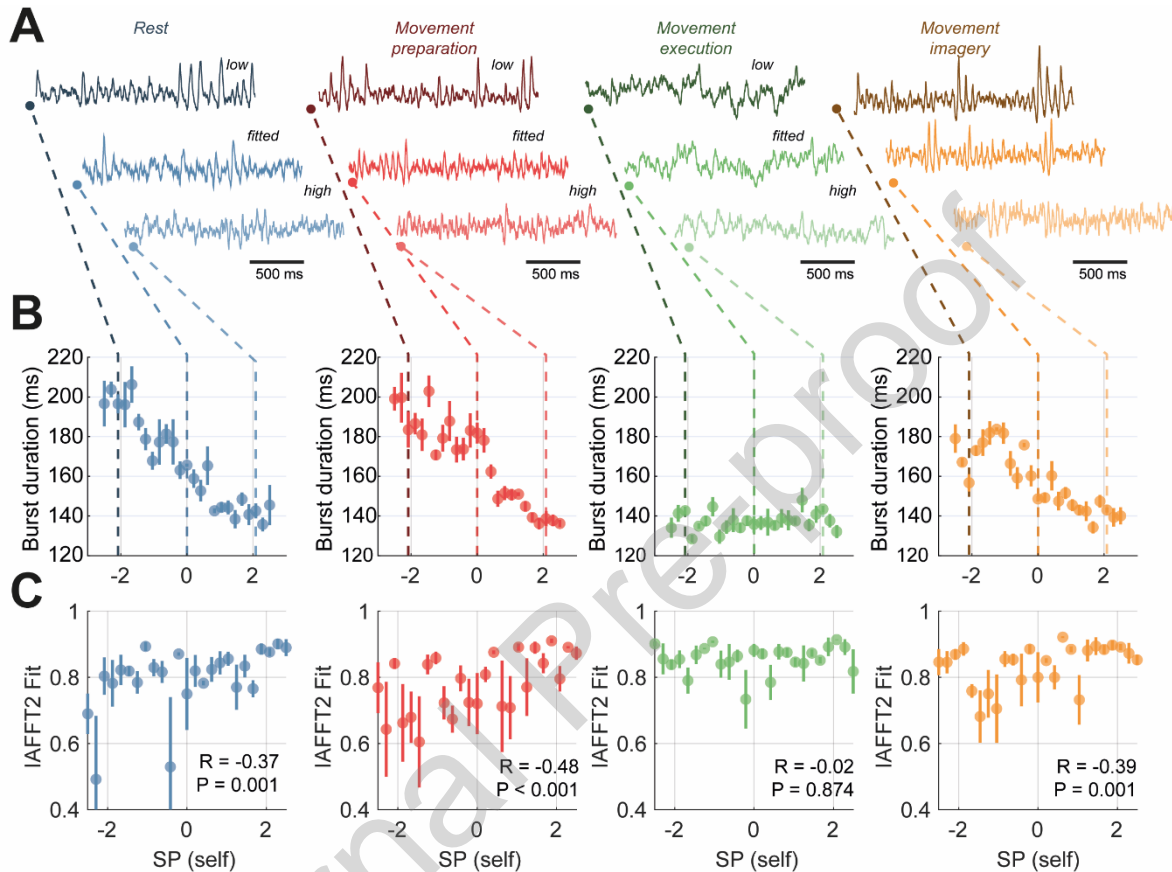 A
Rest
Movement
preparation
Movement
execution
Movement
imagery
low
low
low
fitted
fitted
fitted
high
high
high
500 ms
500 ms
500 ms
500 ms
B
Burst duration (ms)
220
200
180
160
140
120
-2 0 2
Burst duration (ms)
220
200
180
160
140
120
-2 0 2
Burst duration (ms)
220
200
180
160
140
120
-2 0 2
Burst duration (ms)
220
200
180
160
140
120
-2 0 2
C
IAFFT2 Fit
1
0.8
0.6
0.4
R = -0.37
P = 0.001
-2 0 2
SP (self)
IAFFT2 Fit
1
0.8
0.6
0.4
R = -0.48
P < 0.001
-2 0 2
SP (self)
IAFFT2 Fit
1
0.8
0.6
0.4
R = -0.02
P = 0.874
-2 0 2
SP (self)
IAFFT2 Fit
1
0.8
0.6
0.4
R = -0.39
P = 0.001
-2 0 2
SP (self)
nal Pre-proof